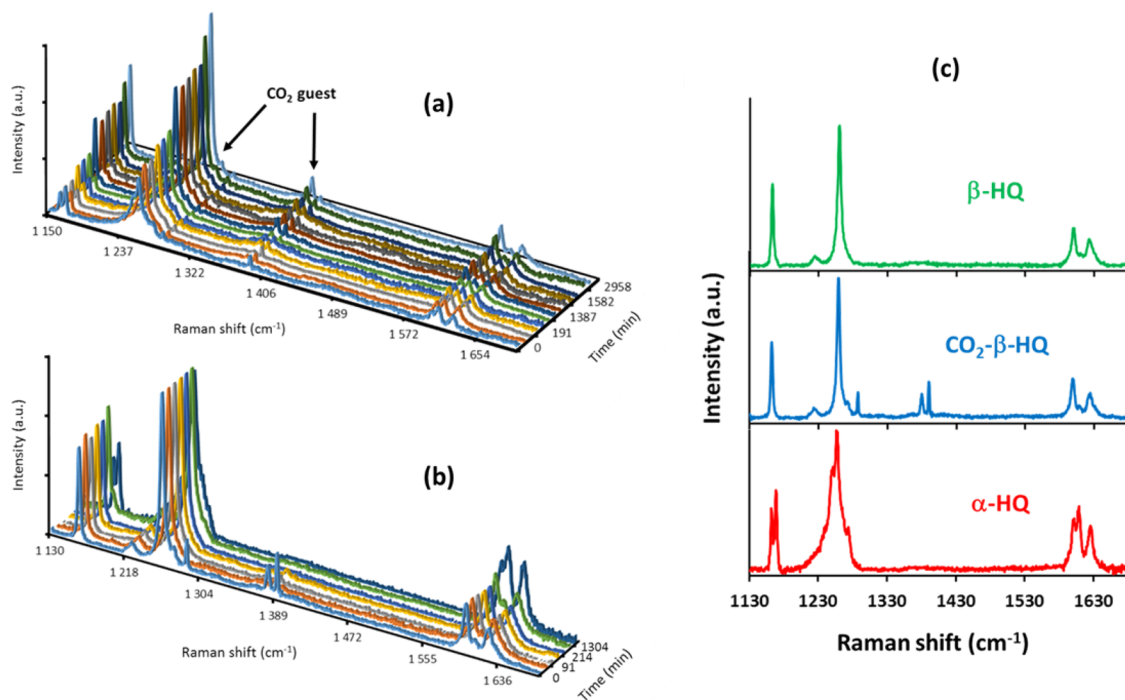 Intensity (a.u.)
CO₂ guest
(a)
1 150
1 237
1 322
1 406
1 489
1 572
1 654
Raman shift (cm⁻¹)
0
191
1387
1582
2958
Time (min)
Intensity (a.u.)
(b)
1 130
1 218
1 304
1 389
1 472
1 555
1 636
Raman shift (cm⁻¹)
0
91
214
1304
Time (min)
(c)
β-HQ
CO₂-β-HQ
α-HQ
Intensity (a.u.)
1130 1230 1330 1430 1530 1630
Raman shift (cm⁻¹)